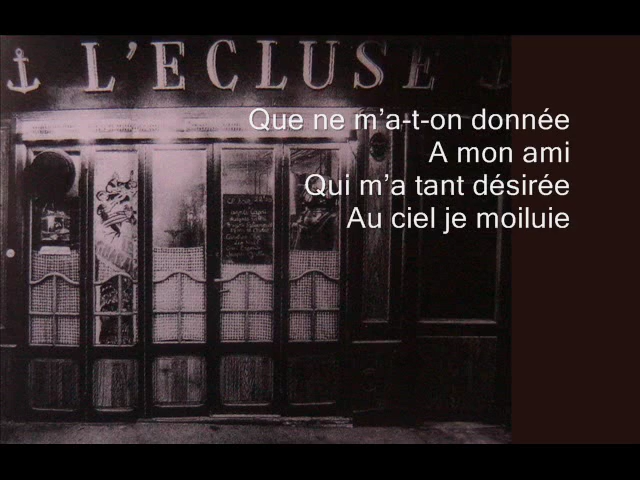 L'ECLUSE
Que ne m'a-t-on donnée
A mon ami
Qui m'a tant désirée
Au ciel je moiluie